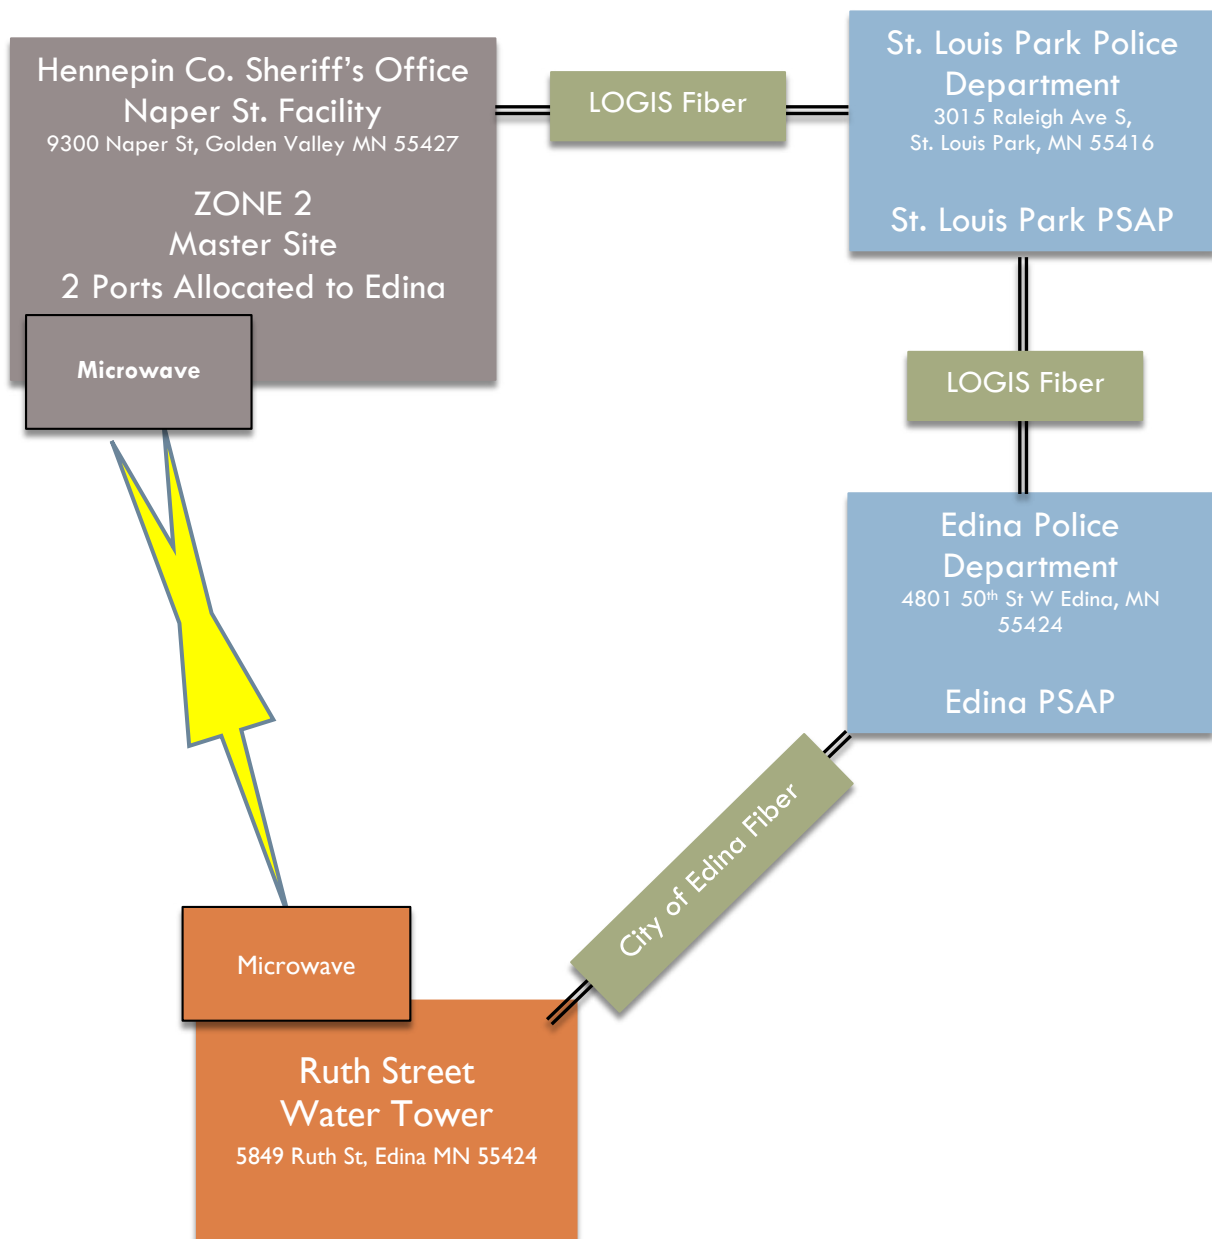 Hennepin Co. Sheriff's Office
Naper St. Facility
9300 Naper St, Golden Valley MN 55427
ZONE 2
Master Site
2 Ports Allocated to Edina
Microwave
LOGIS Fiber
St. Louis Park Police
Department
3015 Raleigh Ave S,
St. Louis Park, MN 55416
St. Louis Park PSAP
LOGIS Fiber
Edina Police
Department
4801 50th St W Edina, MN
55424
Edina PSAP
City of Edina Fiber
Microwave
Ruth Street
Water Tower
5849 Ruth St, Edina MN 55424